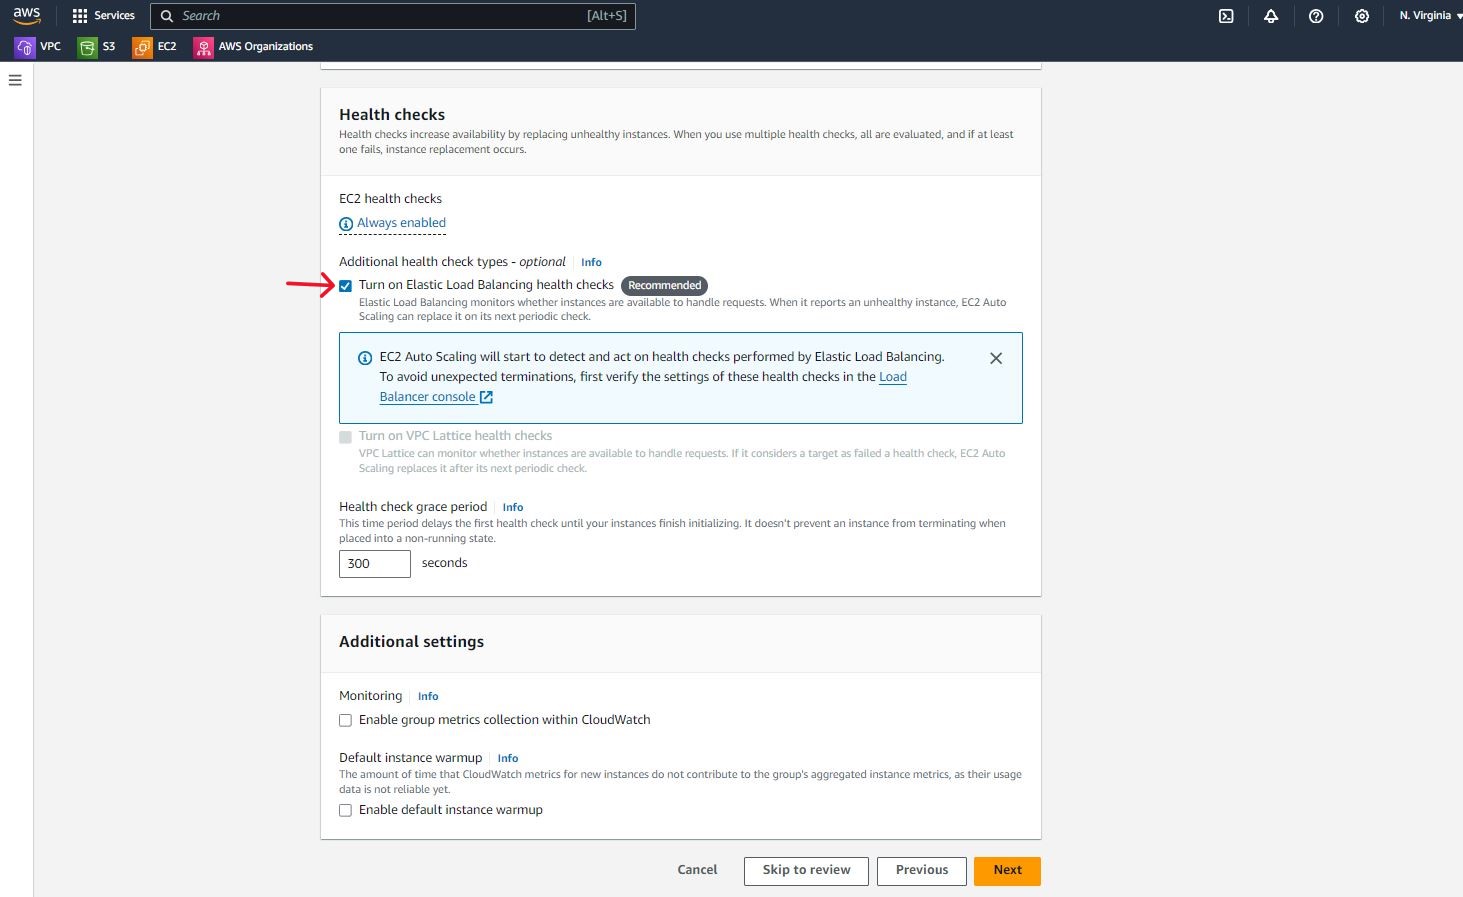 aws
Services
Search
[Alt+S]
N. Virginia
VPC
S3
EC2
AWS Organizations
Health checks
Health checks increase availability by replacing unhealthy instances. When you use multiple health checks, all are evaluated, and if at least
one fails, instance replacement occurs.
EC2 health checks
Always enabled
Additional health check types - optional Info
Turn on Elastic Load Balancing health checks Recommended
Elastic Load Balancing monitors whether instances are available to handle requests. When it reports an unhealthy instance, EC2 Auto
Scaling can replace it on its next periodic check.
EC2 Auto Scaling will start to detect and act on health checks performed by Elastic Load Balancing.
To avoid unexpected terminations, first verify the settings of these health checks in the Load
Balancer console
Turn on VPC Lattice health checks
VPC Lattice can monitor whether instances are available to handle requests. If it considers a target as failed a health check, EC2 Auto
Scaling replaces it after its next periodic check.
Health check grace period Info
This time period delays the first health check until your instances finish initializing. It doesn't prevent an instance from terminating when
placed into a non-running state.
300 seconds
Additional settings
Monitoring Info
Enable group metrics collection within CloudWatch
Default instance warmup Info
The amount of time that CloudWatch metrics for new instances do not contribute to the group's aggregated instance metrics, as their usage
data is not reliable yet.
Enable default instance warmup
Cancel
Skip to review
Previous
Next